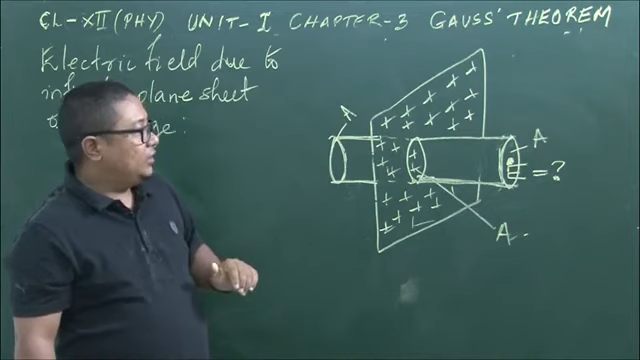 CL-XII (PHY) UNIT-I CHAPTER-3 GAUSS' THEOREM
Electric field due to
plane sheet
A
A
E = ?
A